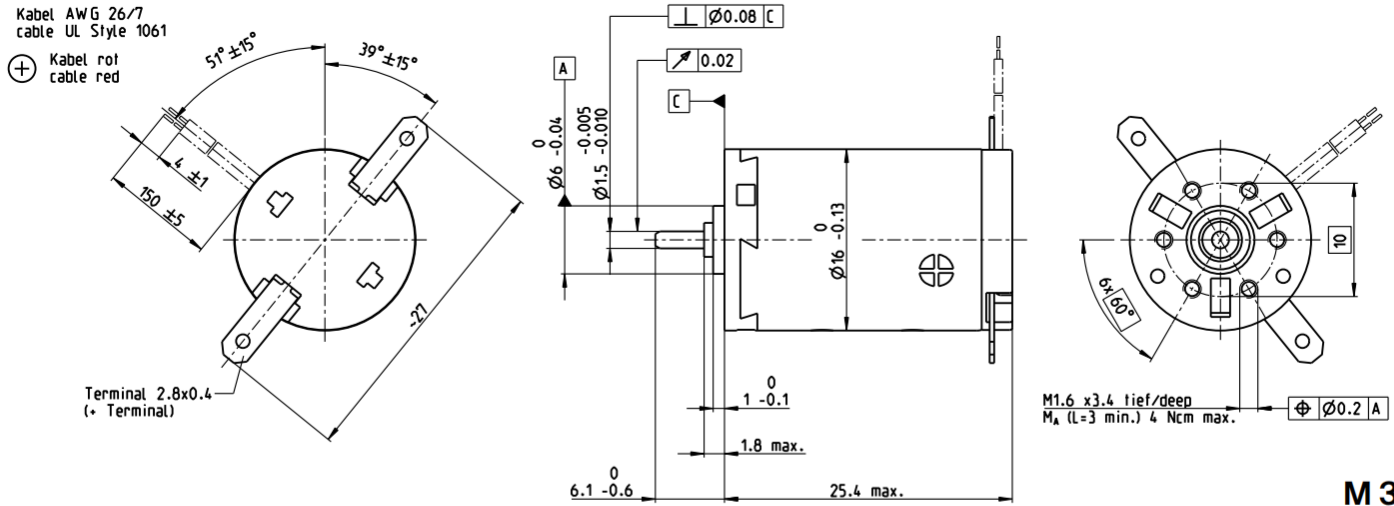 Kabel AWG 26/7
cable UL Style 1061
Kabel rot
cable red
51° ±15°
39° ±15°
4 ±1
150 ±5
~27
Terminal 2.8x0.4
(+ Terminal)
A
Ø6 0 -0.04
Ø1.5 -0.005 -0.010
⊥ Ø0.08 C
↗ 0.02
C
Ø16 0 -0.13
1 0 -0.1
1.8 max.
6.1 0 -0.6
25.4 max.
10
6x 60°
M1.6 x3.4 tief/deep
MA (L=3 min.) 4 Ncm max.
⌖ Ø0.2 A
M 3